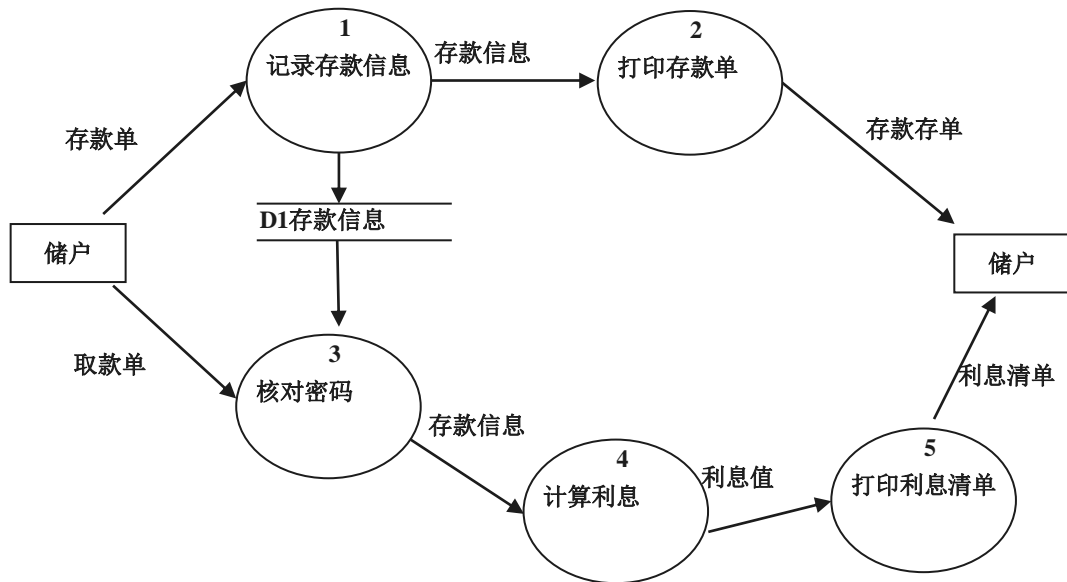 1
记录存款信息
存款信息
2
打印存款单
存款单
存款存单
D1存款信息
储户
储户
取款单
3
核对密码
存款信息
利息清单
4
计算利息
利息值
5
打印利息清单